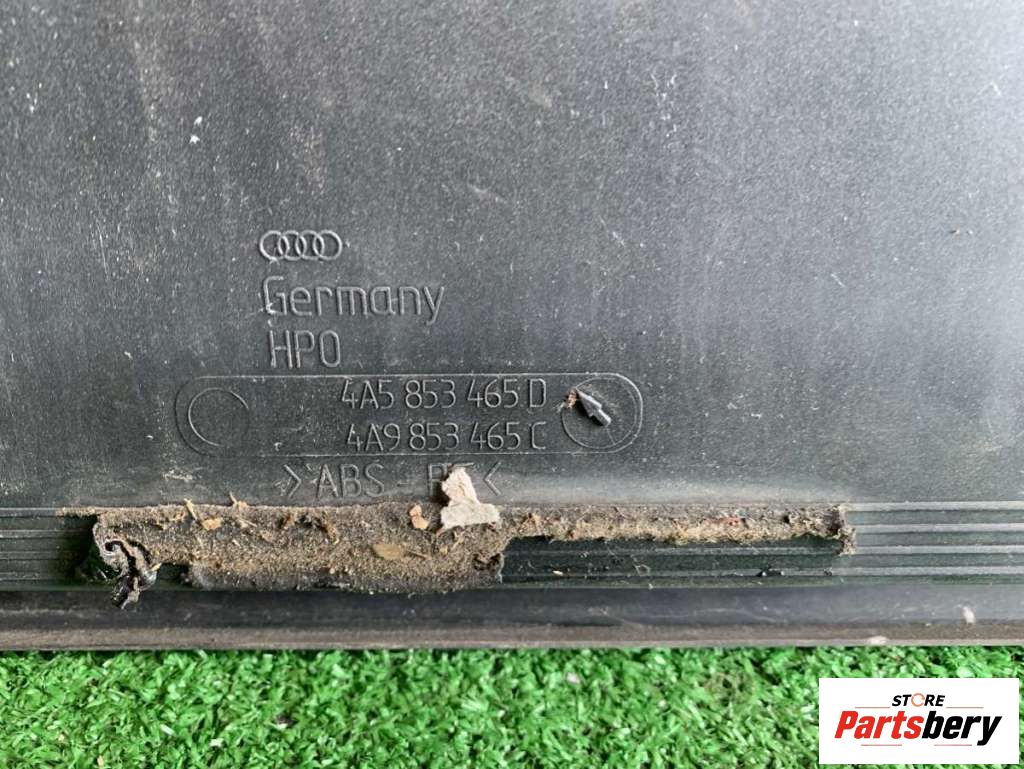 Germany
HPO
4A5 853 465 D
4A9 853 465 C
>ABS - <
STORE
Partsbery